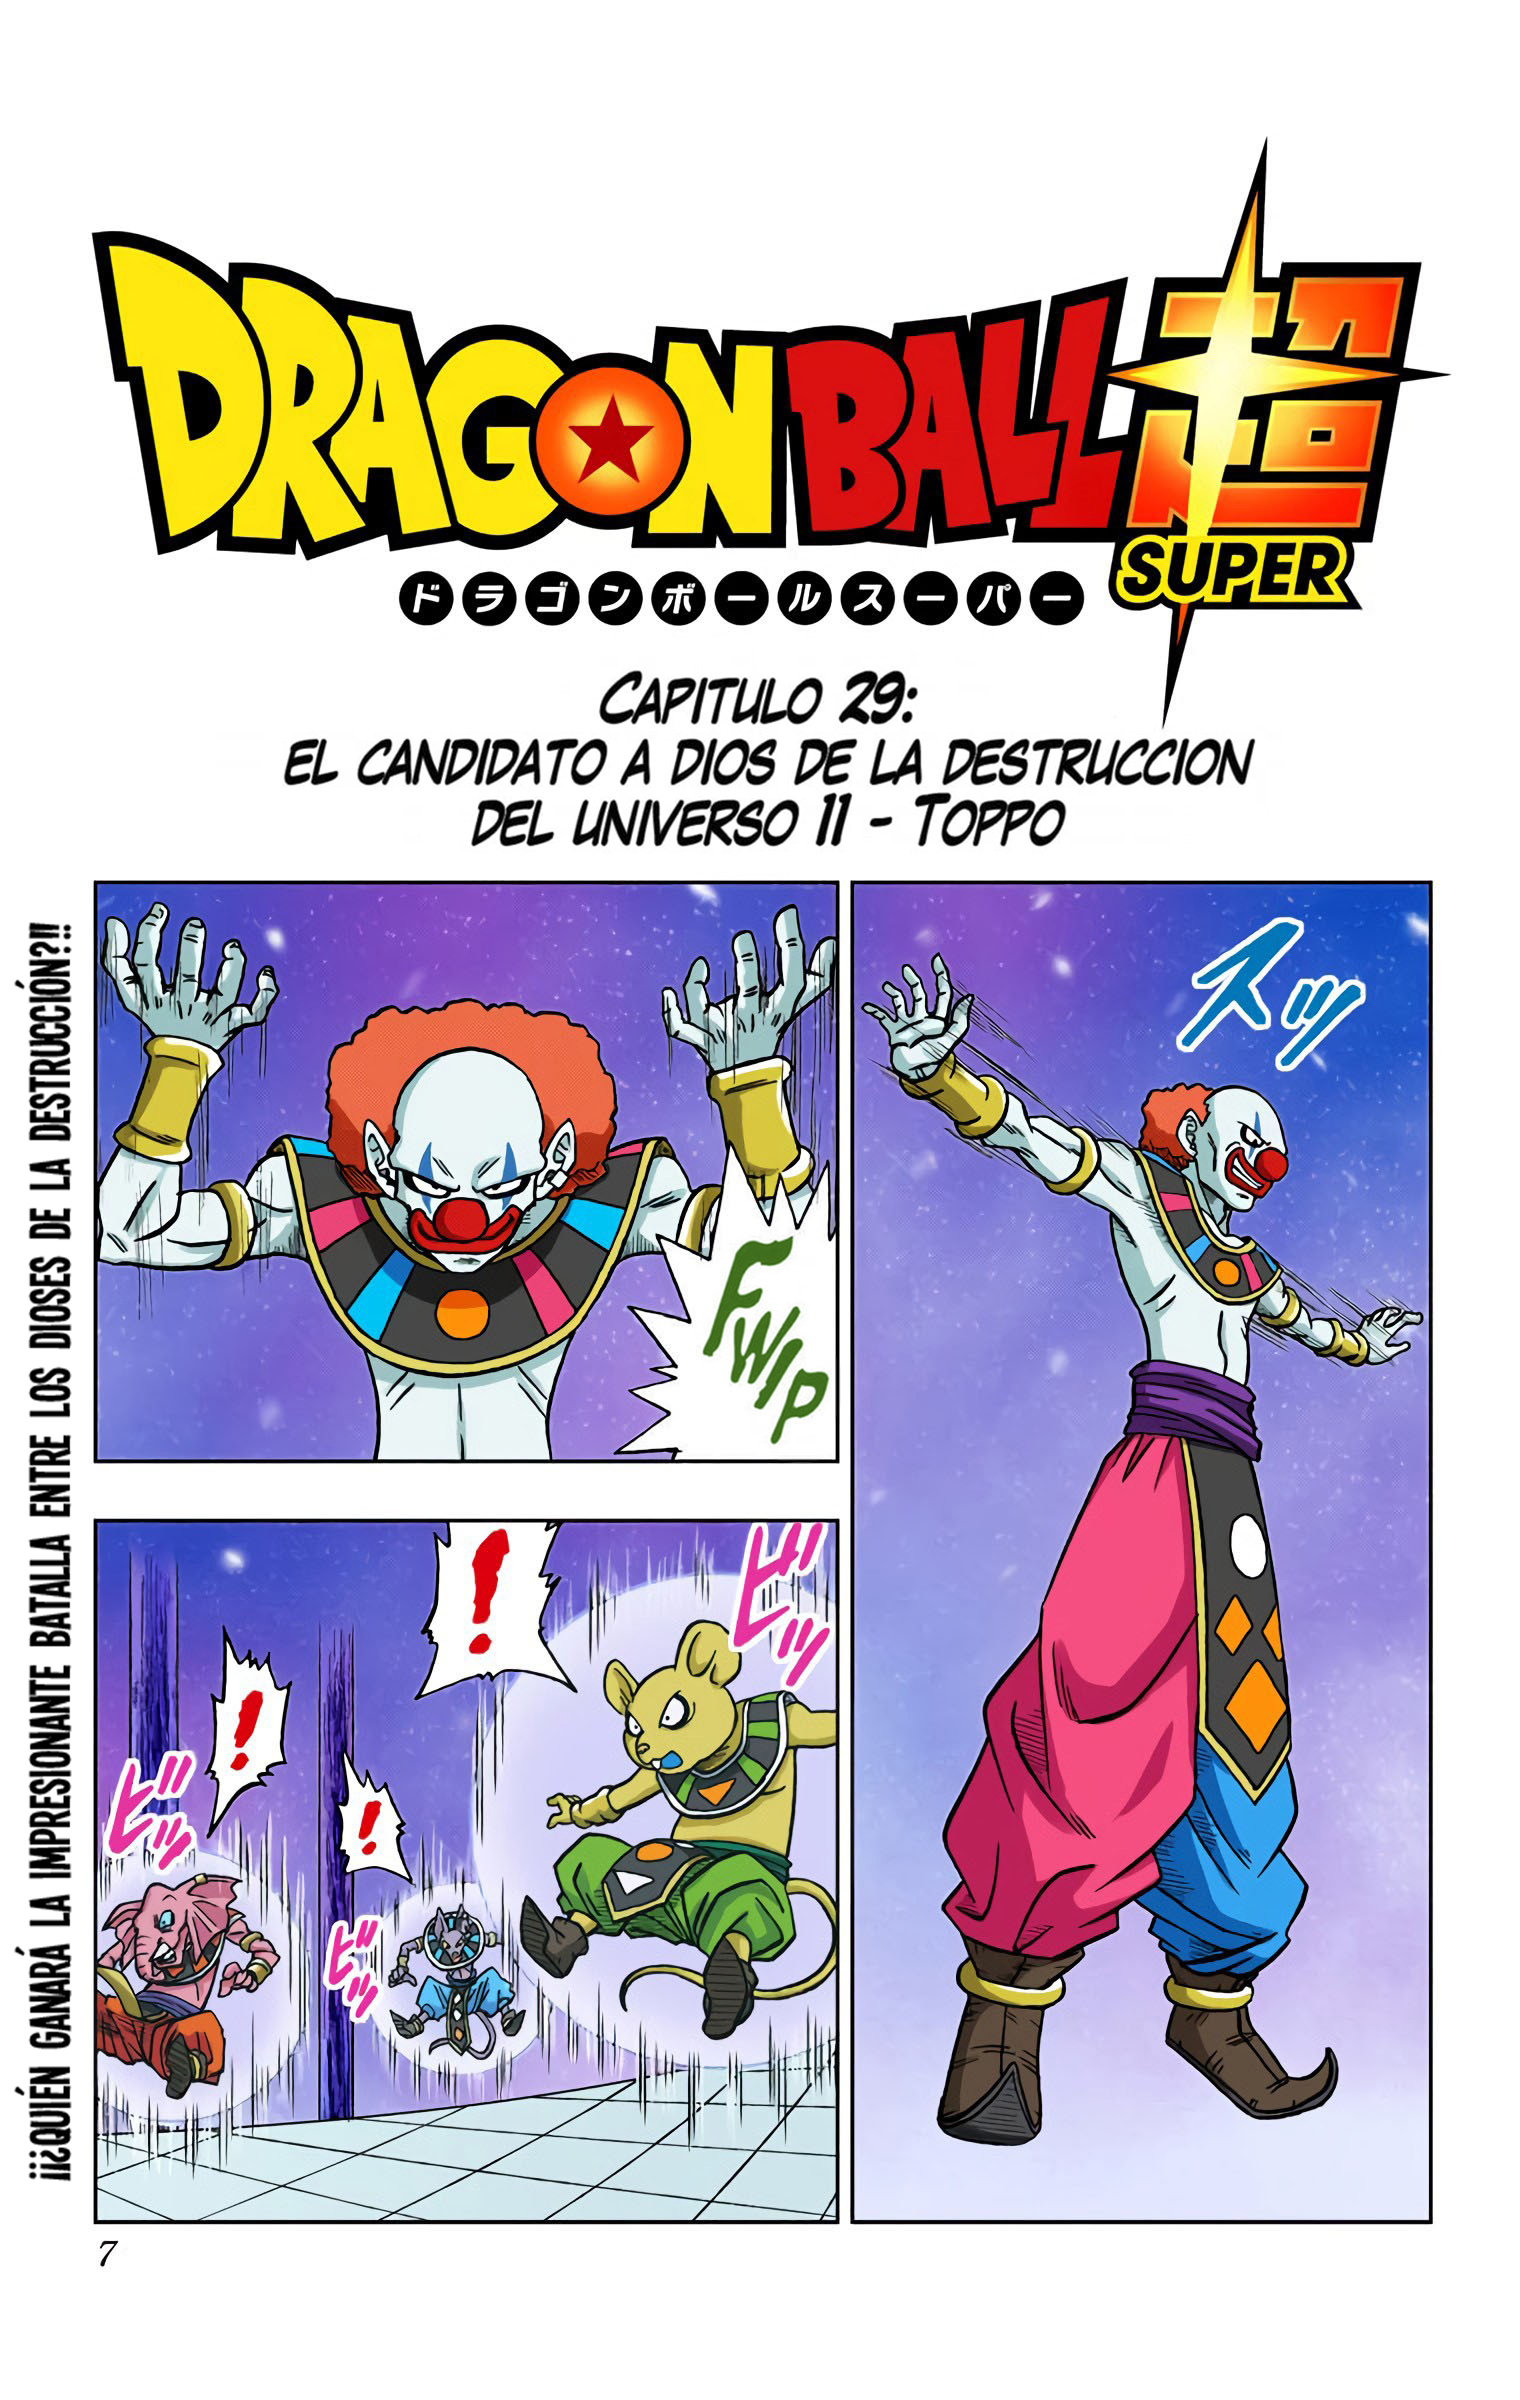 DRAGON BALL 超
SUPER
ドラゴンボールスーパー
CAPITULO 29:
EL CANDIDATO A DIOS DE LA DESTRUCCION
DEL UNIVERSO 11 - TOPPO
¡¡¿QUIÉN GANARÁ LA IMPRESIONANTE BATALLA ENTRE LOS DIOSES DE LA DESTRUCCIÓN?!!
スッ
FWIP
ビッ
!
!
!
ビッ
ビッ
7